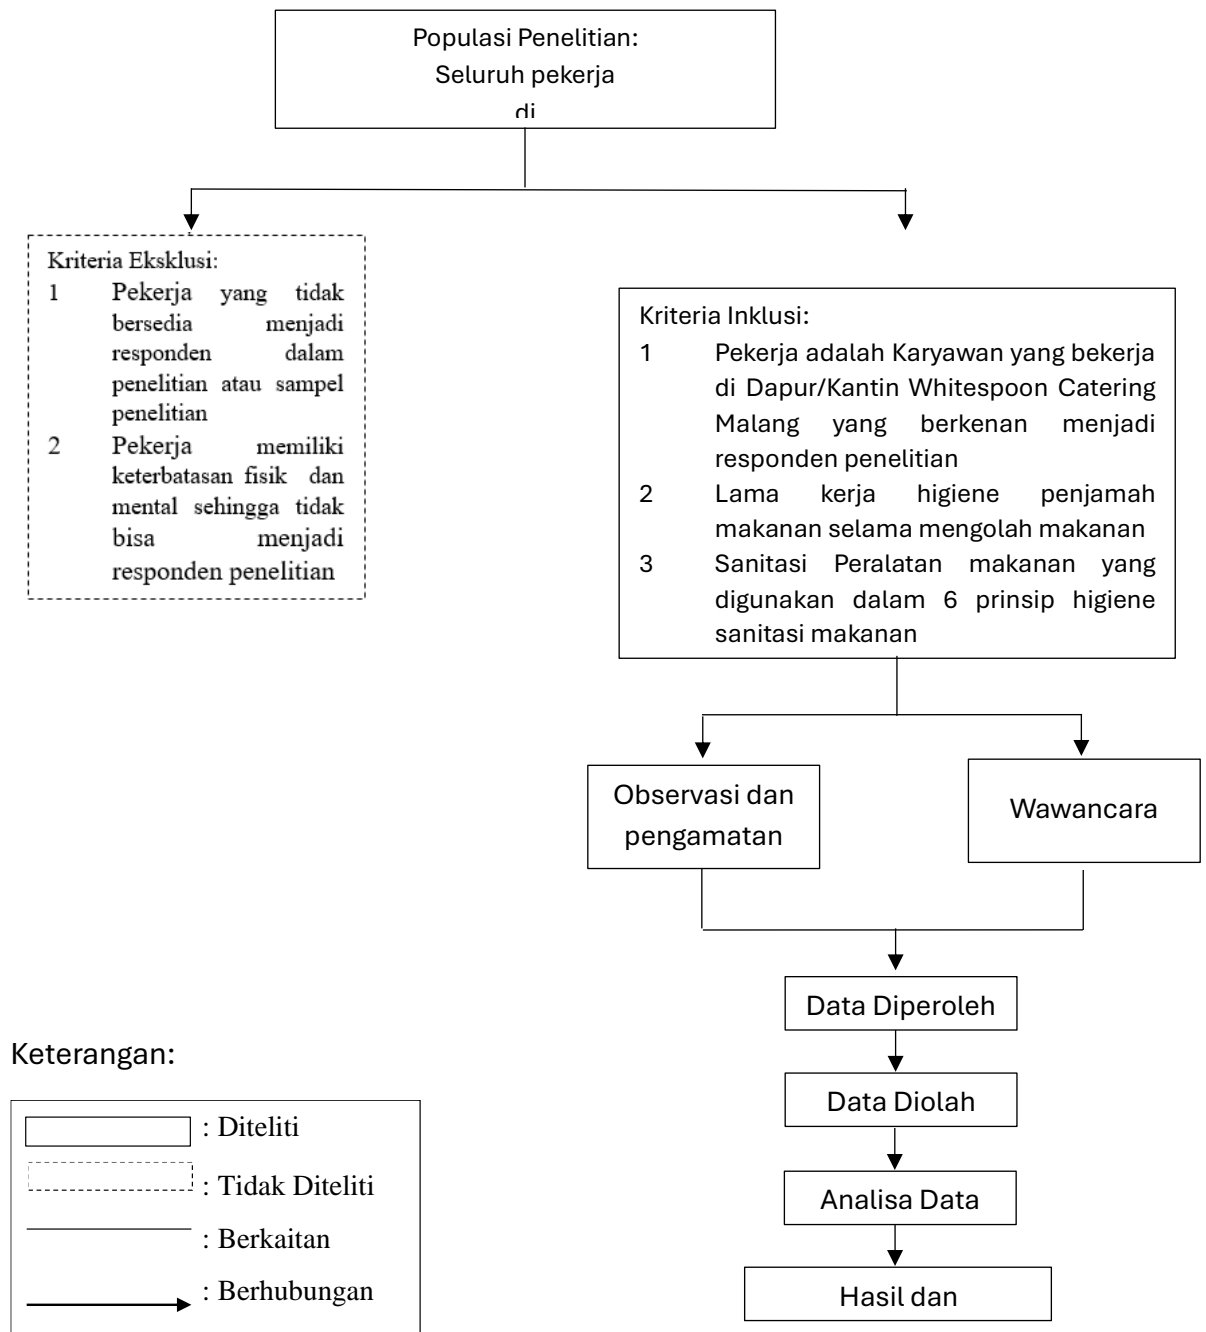 Populasi Penelitian:
Seluruh pekerja
di
Kriteria Eksklusi:
1 Pekerja yang tidak
bersedia menjadi
responden dalam
penelitian atau sampel
penelitian
2 Pekerja memiliki
keterbatasan fisik dan
mental sehingga tidak
bisa menjadi
responden penelitian
Kriteria Inklusi:
1 Pekerja adalah Karyawan yang bekerja
di Dapur/Kantin Whitespoon Catering
Malang yang berkenan menjadi
responden penelitian
2 Lama kerja higiene penjamah
makanan selama mengolah makanan
3 Sanitasi Peralatan makanan yang
digunakan dalam 6 prinsip higiene
sanitasi makanan
Observasi dan
pengamatan
Wawancara
Data Diperoleh
Data Diolah
Analisa Data
Hasil dan
Keterangan:
: Diteliti
: Tidak Diteliti
: Berkaitan
: Berhubungan